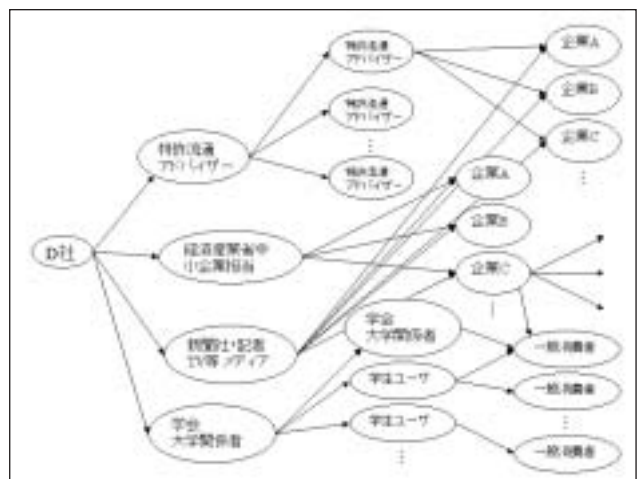 D社
特許流通
アドバイザー
経済産業省中
小企業担当
新聞社・記者
TV等メディア
学会
大学関係者
特許流通
アドバイザー
特許流通
アドバイザー
⋮
特許流通
アドバイザー
企業A
企業B
企業C
⋮
企業A
企業B
企業C
学会
大学関係者
学生ユーザ
学生ユーザ
⋮
一般消費者
一般消費者
⋮
一般消費者